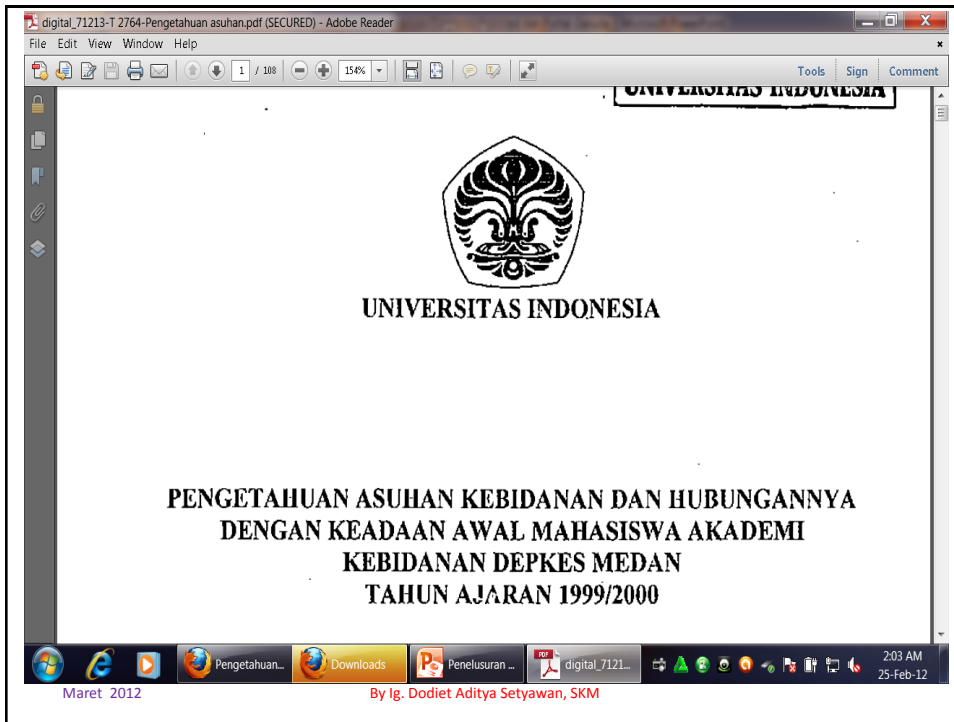 digital_71213-T 2764-Pengetahuan asuhan.pdf (SECURED) - Adobe Reader
File Edit View Window Help
1 / 108 154% Tools Sign Comment
UNIVERSITAS INDONESIA
UNIVERSITAS INDONESIA
PENGETAHUAN ASUHAN KEBIDANAN DAN HUBUNGANNYA
DENGAN KEADAAN AWAL MAHASISWA AKADEMI
KEBIDANAN DEPKES MEDAN
TAHUN AJARAN 1999/2000
Pengetahuan... Downloads Penelusuran ... digital_7121... 2:03 AM
25-Feb-12
Maret 2012 By Ig. Dodiet Aditya Setyawan, SKM